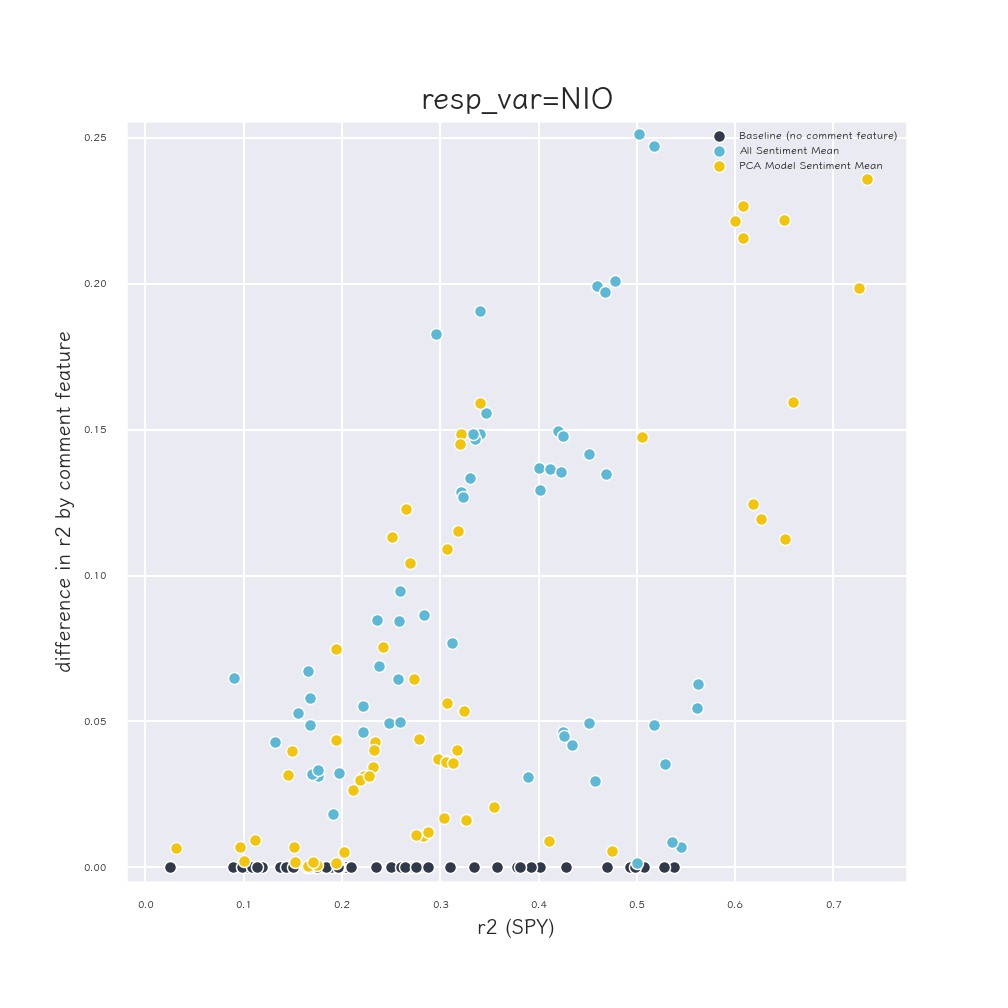 resp_var=NIO
Baseline (no comment feature)
All Sentiment Mean
PCA Model Sentiment Mean
difference in r2 by comment feature
0.25
0.20
0.15
0.10
0.05
0.00
0.0 0.1 0.2 0.3 0.4 0.5 0.6 0.7
r2 (SPY)